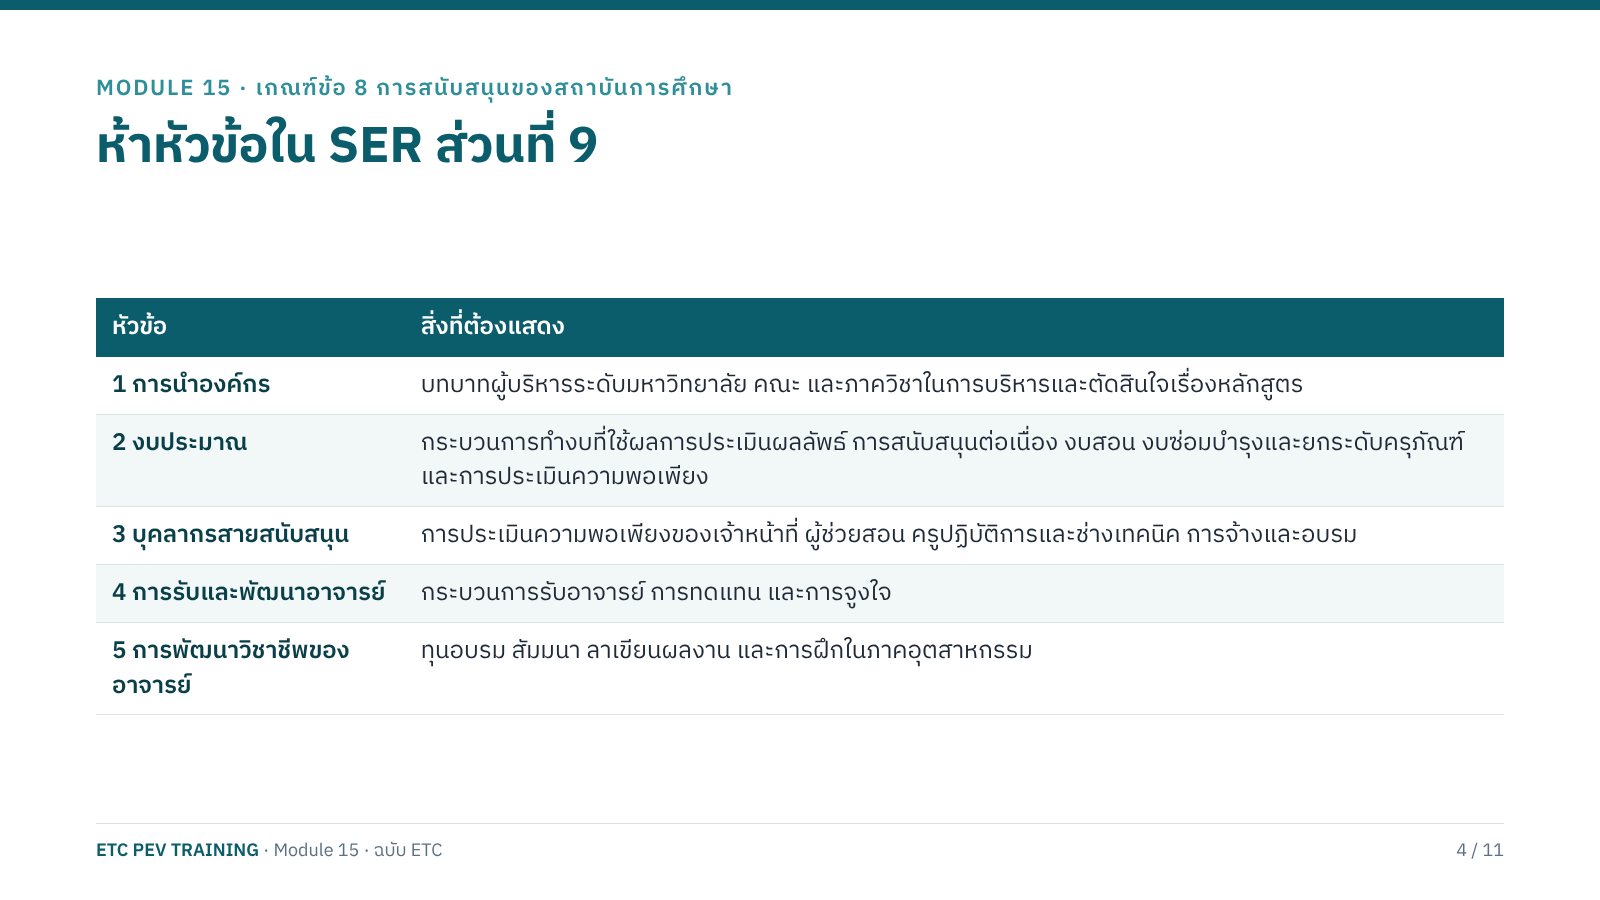 MODULE 15 · เกณฑ์ข้อ 8 การสนับสนุนของสถาบันการศึกษา
ห้าหัวข้อใน SER ส่วนที่ 9
หัวข้อ สิ่งที่ต้องแสดง
1 การนำองค์กร บทบาทผู้บริหารระดับมหาวิทยาลัย คณะ และภาควิชาในการบริหารและตัดสินใจเรื่องหลักสูตร
2 งบประมาณ กระบวนการทำงบที่ใช้ผลการประเมินผลลัพธ์ การสนับสนุนต่อเนื่อง งบสอน งบซ่อมบำรุงและยกระดับครุภัณฑ์
และการประเมินความพอเพียง
3 บุคลากรสายสนับสนุน การประเมินความพอเพียงของเจ้าหน้าที่ ผู้ช่วยสอน ครูปฏิบัติการและช่างเทคนิค การจ้างและอบรม
4 การรับและพัฒนาอาจารย์ กระบวนการรับอาจารย์ การทดแทน และการจูงใจ
5 การพัฒนาวิชาชีพของ ทุนอบรม สัมมนา ลาเขียนผลงาน และการฝึกในภาคอุตสาหกรรม
อาจารย์
ETC PEV TRAINING · Module 15 · ฉบับ ETC 4 / 11